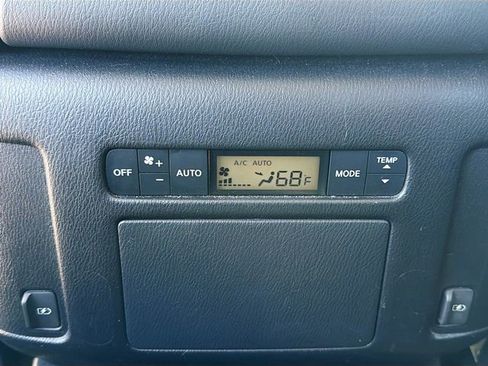 OFF + - AUTO A/C AUTO 68F MODE TEMP